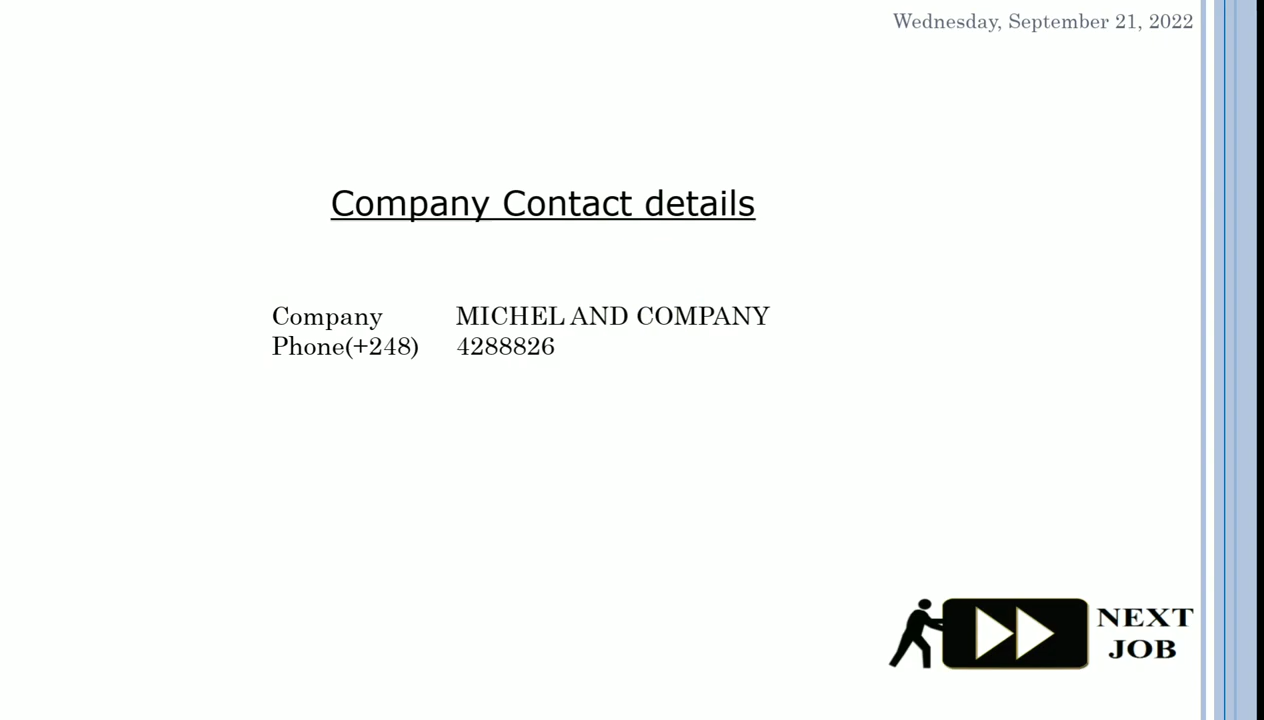 Wednesday, September 21, 2022
Company Contact details
Company MICHEL AND COMPANY
Phone(+248) 4288826
NEXT
JOB